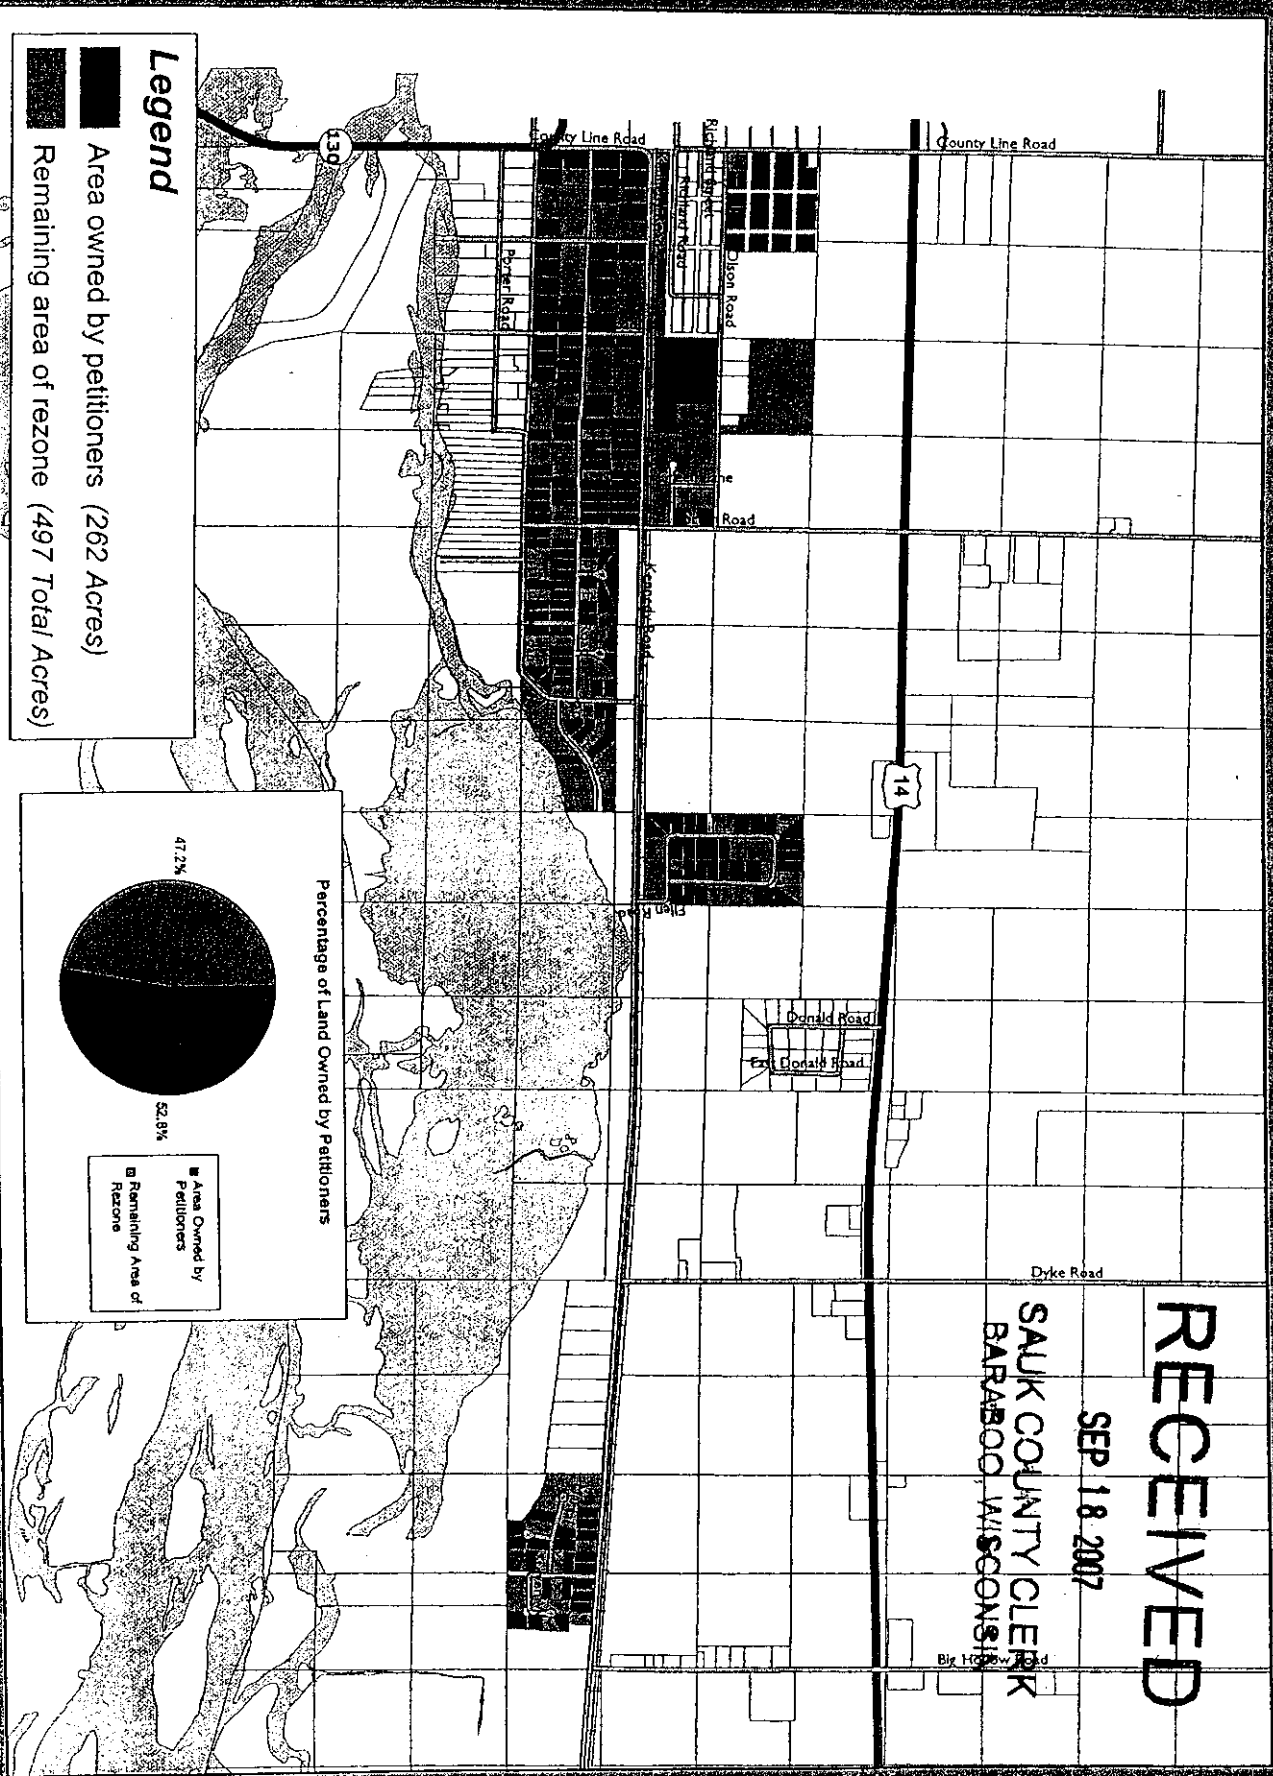 RECEIVED
SEP 18 2007
SAUK COUNTY CLERK
BARABOO, WISCONSIN
County Line Road
14
Dyke Road
Big Hollow Road
Olson Road
Richland Road
Road
Kennedy Road
Ellen Road
Donald Road
East Donald Road
County Line Road
Porter Road
130
Legend
Area owned by petitioners (262 Acres)
Remaining area of rezone (497 Total Acres)
Percentage of Land Owned by Petitioners
47.2%
52.8%
Area Owned by
Petitioners
Remaining Area of
Rezone